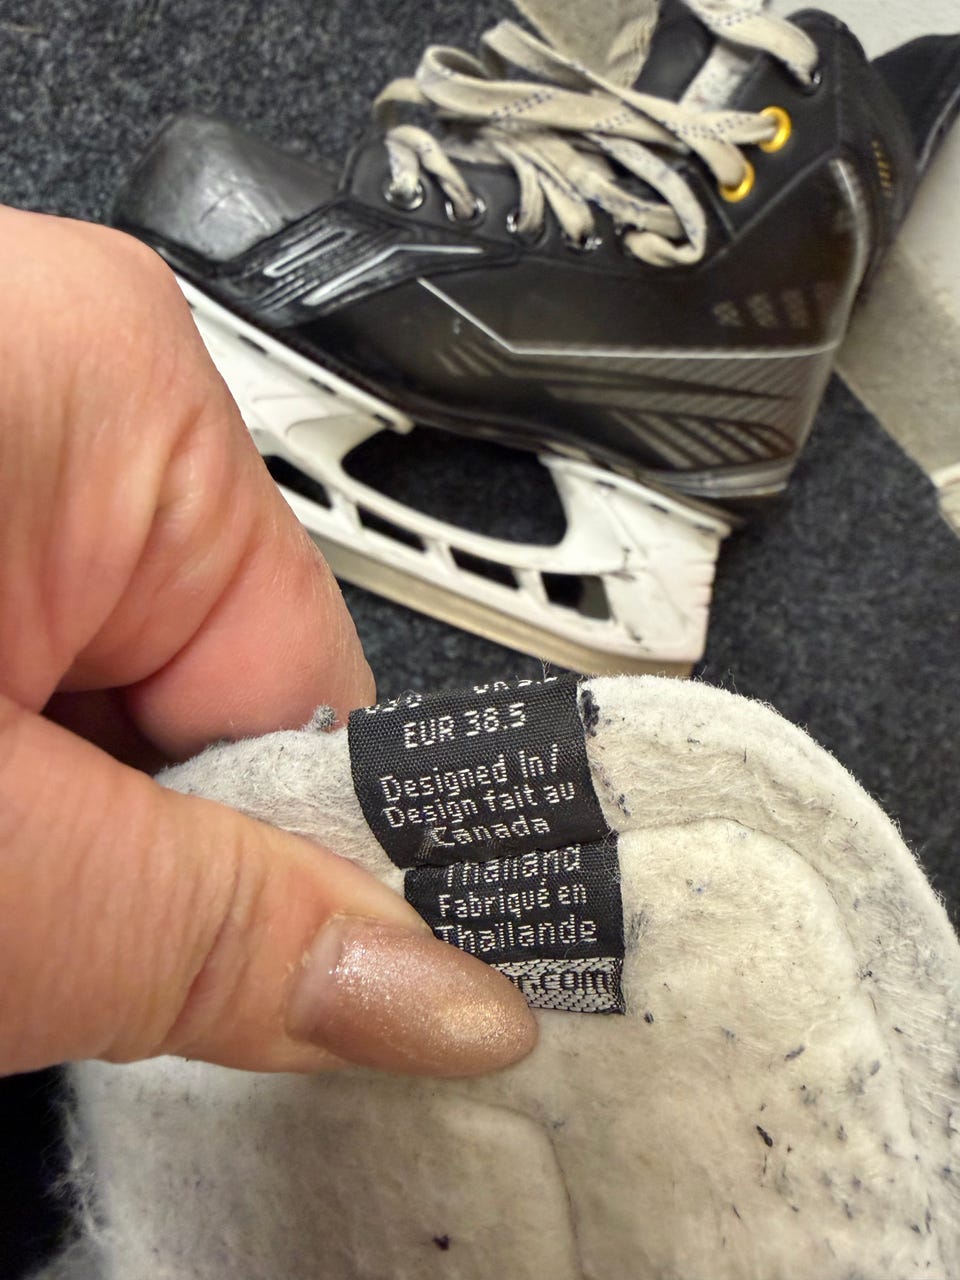 EUR 38.5
Designed in/
Design fait au
Canada
Thailand
Fabriqué en
Thaïlande